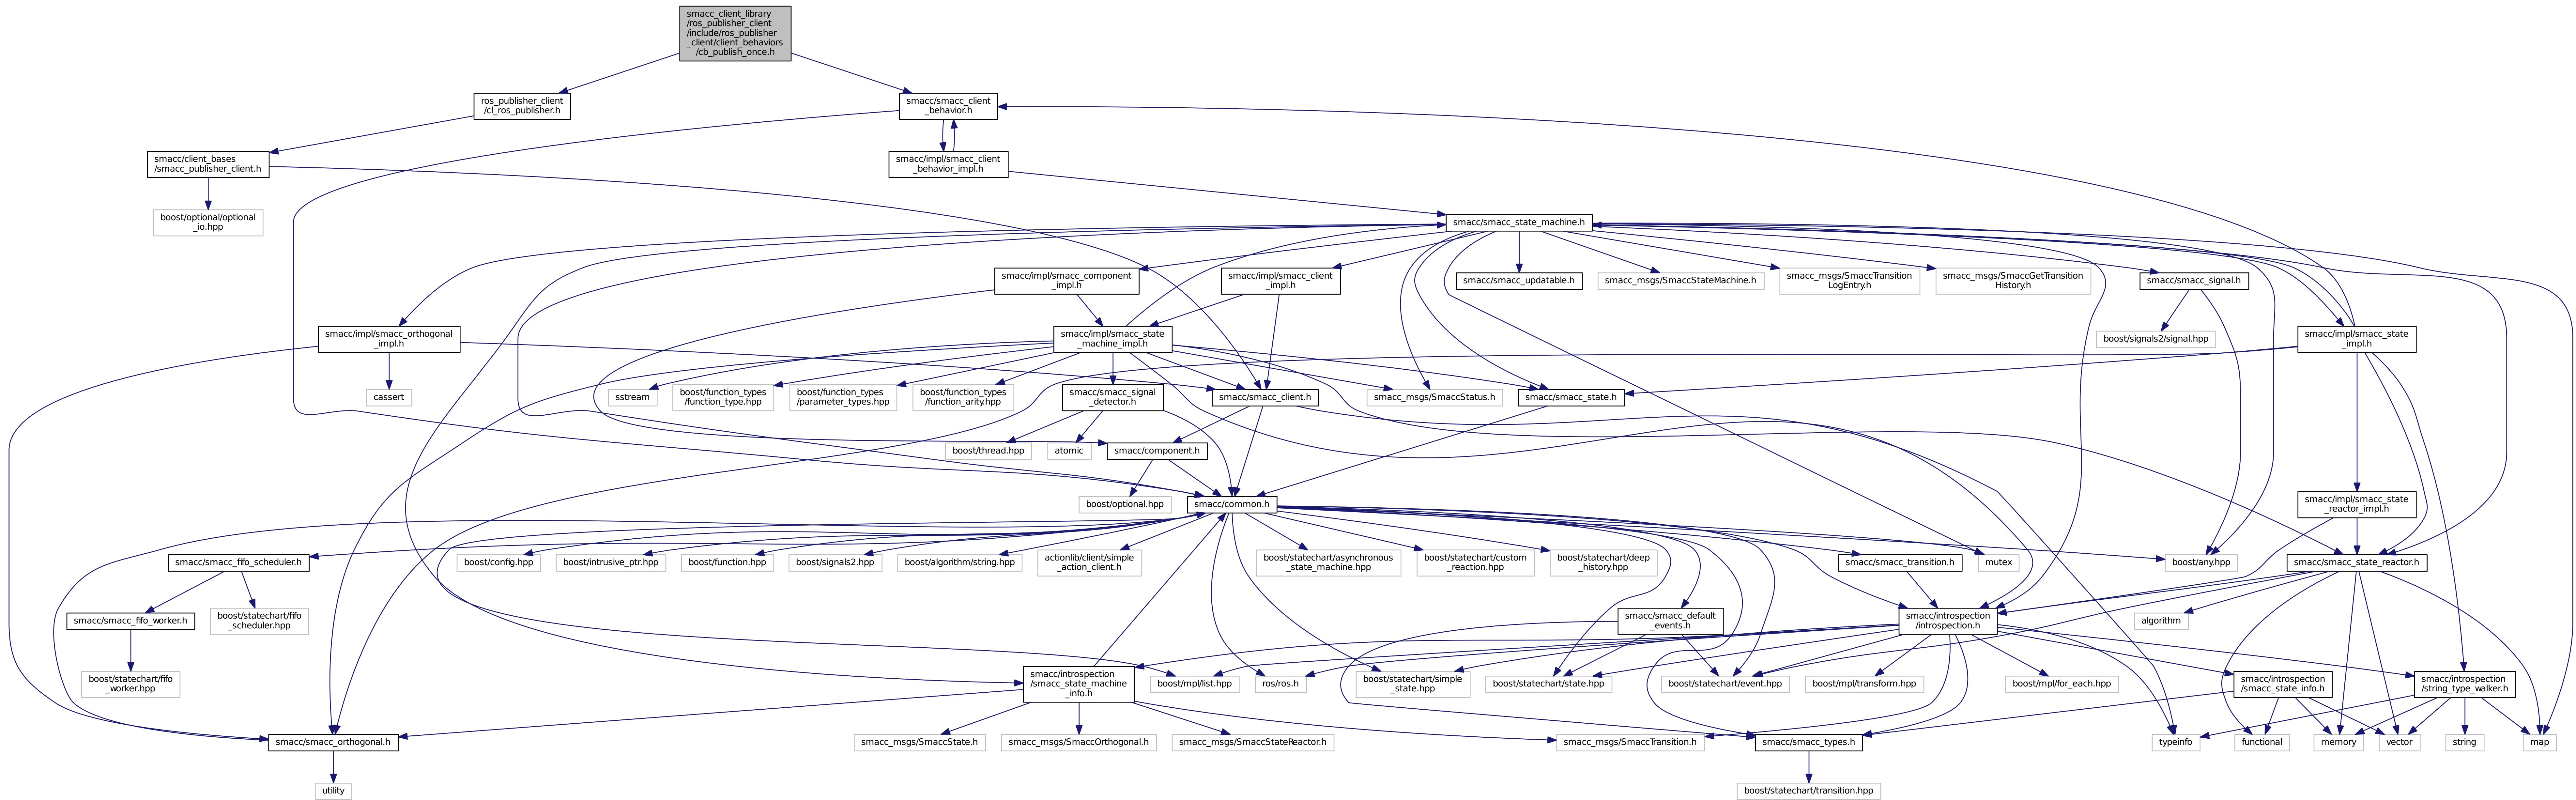 smacc_client_library
/ros_publisher_client
/include/ros_publisher
_client/client_behaviors
/cb_publish_once.h
ros_publisher_client
/cl_ros_publisher.h
smacc/smacc_client
_behavior.h
smacc/client_bases
/smacc_publisher_client.h
smacc/impl/smacc_client
_behavior_impl.h
boost/optional/optional
_io.hpp
smacc/smacc_state_machine.h
smacc/impl/smacc_component
_impl.h
smacc/impl/smacc_client
_impl.h
smacc/smacc_updatable.h
smacc_msgs/SmaccStateMachine.h
smacc_msgs/SmaccTransition
LogEntry.h
smacc_msgs/SmaccGetTransition
History.h
smacc/smacc_signal.h
smacc/impl/smacc_orthogonal
_impl.h
smacc/impl/smacc_state
_machine_impl.h
boost/signals2/signal.hpp
smacc/impl/smacc_state
_impl.h
cassert
sstream
boost/function_types
/function_type.hpp
boost/function_types
/parameter_types.hpp
boost/function_types
/function_arity.hpp
smacc/smacc_signal
_detector.h
smacc/smacc_client.h
smacc_msgs/SmaccStatus.h
smacc/smacc_state.h
boost/thread.hpp
atomic
smacc/component.h
boost/optional.hpp
smacc/common.h
smacc/impl/smacc_state
_reactor_impl.h
smacc/smacc_fifo_scheduler.h
boost/config.hpp
boost/intrusive_ptr.hpp
boost/function.hpp
boost/signals2.hpp
boost/algorithm/string.hpp
actionlib/client/simple
_action_client.h
boost/statechart/asynchronous
_state_machine.hpp
boost/statechart/custom
_reaction.hpp
boost/statechart/deep
_history.hpp
smacc/smacc_transition.h
mutex
boost/any.hpp
smacc/smacc_state_reactor.h
smacc/smacc_fifo_worker.h
boost/statechart/fifo
_scheduler.hpp
smacc/smacc_default
_events.h
smacc/introspection
/introspection.h
algorithm
boost/statechart/fifo
_worker.hpp
smacc/introspection
/smacc_state_machine
_info.h
boost/mpl/list.hpp
ros/ros.h
boost/statechart/simple
_state.hpp
boost/statechart/state.hpp
boost/statechart/event.hpp
boost/mpl/transform.hpp
boost/mpl/for_each.hpp
smacc/introspection
/smacc_state_info.h
smacc/introspection
/string_type_walker.h
smacc/smacc_orthogonal.h
smacc_msgs/SmaccState.h
smacc_msgs/SmaccOrthogonal.h
smacc_msgs/SmaccStateReactor.h
smacc_msgs/SmaccTransition.h
smacc/smacc_types.h
typeinfo
functional
memory
vector
string
map
utility
boost/statechart/transition.hpp